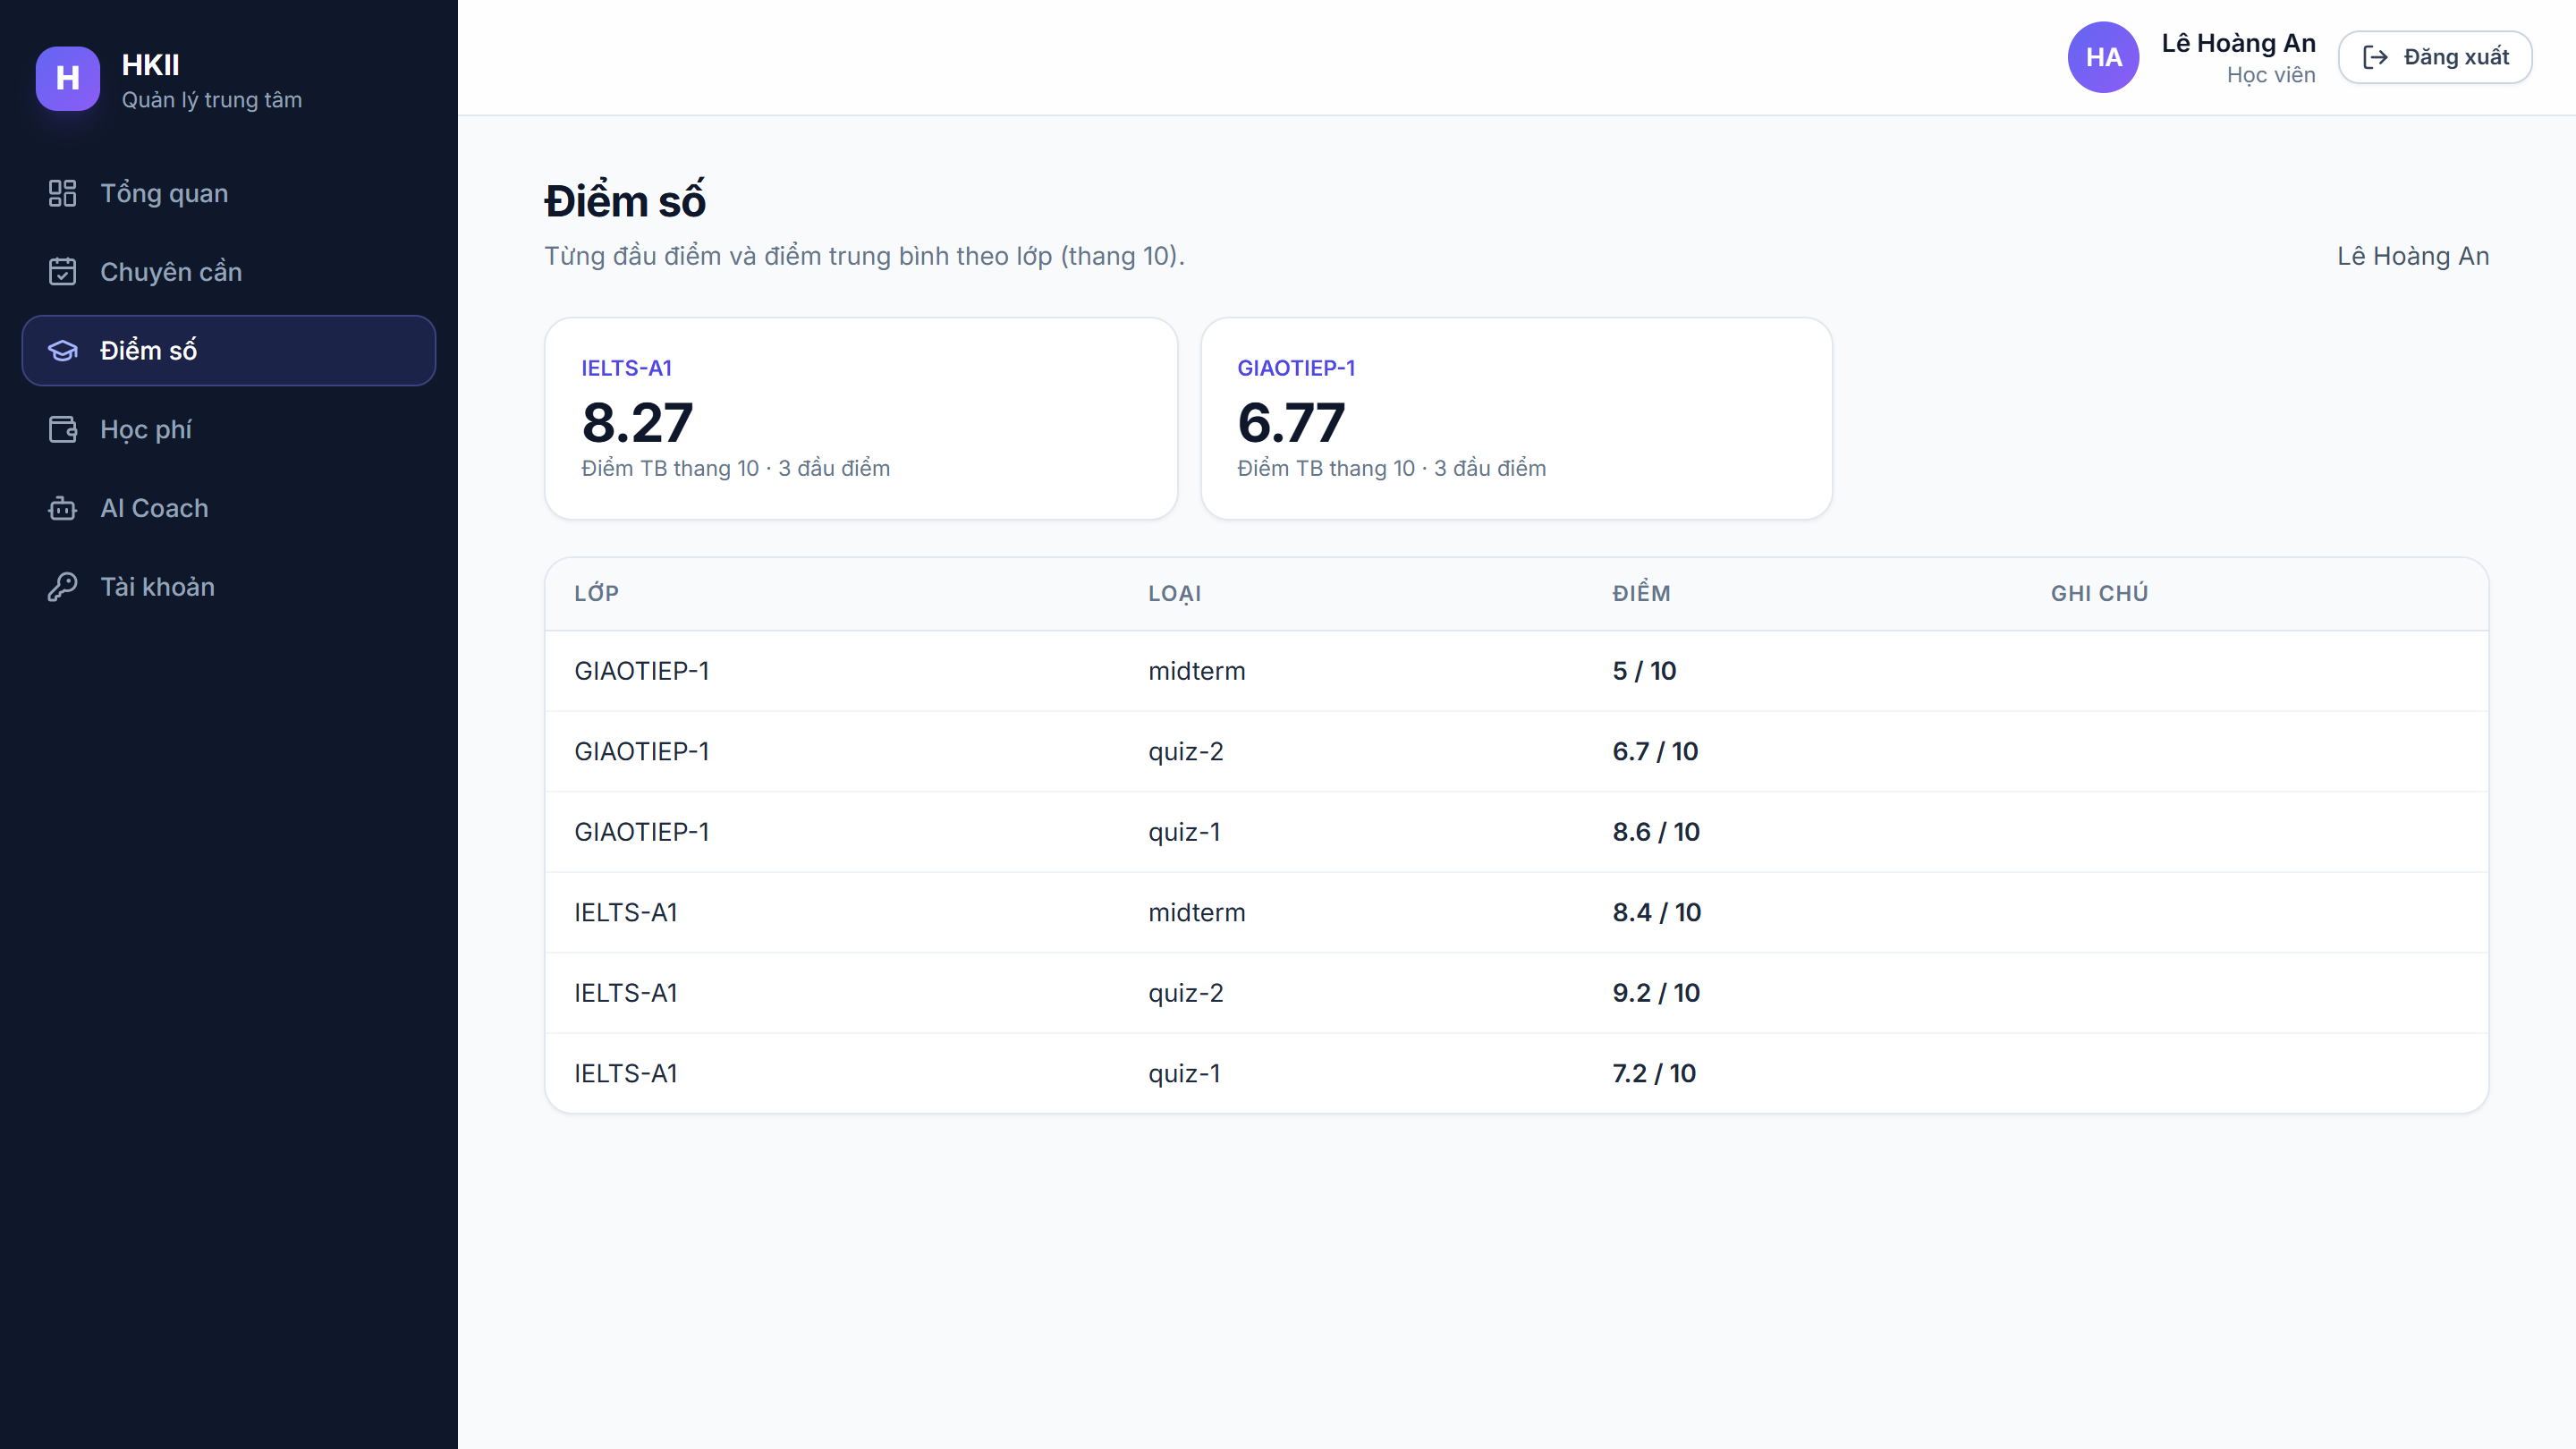 H
HKII
Quản lý trung tâm
Tổng quan
Chuyên cần
Điểm số
Học phí
AI Coach
Tài khoản
HA
Lê Hoàng An
Học viên
Đăng xuất
Điểm số
Từng đầu điểm và điểm trung bình theo lớp (thang 10).
Lê Hoàng An
IELTS-A1
8.27
Điểm TB thang 10 · 3 đầu điểm
GIAOTIEP-1
6.77
Điểm TB thang 10 · 3 đầu điểm
LỚP LOẠI ĐIỂM GHI CHÚ
GIAOTIEP-1 midterm 5 / 10
GIAOTIEP-1 quiz-2 6.7 / 10
GIAOTIEP-1 quiz-1 8.6 / 10
IELTS-A1 midterm 8.4 / 10
IELTS-A1 quiz-2 9.2 / 10
IELTS-A1 quiz-1 7.2 / 10